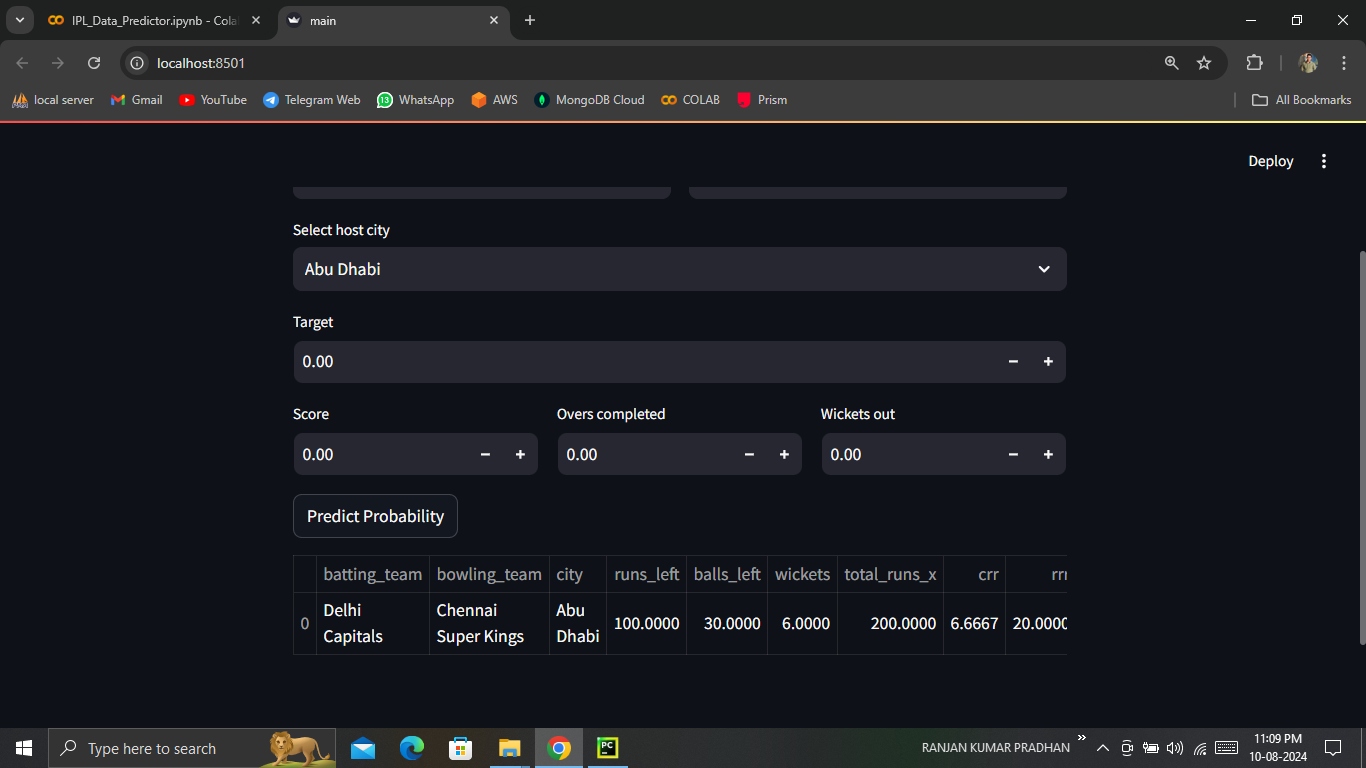 IPL_Data_Predictor.ipynb - Cola
main
localhost:8501
local server
Gmail
YouTube
Telegram Web
13
WhatsApp
AWS
MongoDB Cloud
COLAB
Prism
All Bookmarks
Deploy
Select host city
Abu Dhabi
Target
0.00
Score Overs completed Wickets out
0.00 0.00 0.00
Predict Probability
batting_team bowling_team city runs_left balls_left wickets total_runs_x crr rrr
0 Delhi Capitals Chennai Super Kings Abu Dhabi 100.0000 30.0000 6.0000 200.0000 6.6667 20.0000
Type here to search
PC
RANJAN KUMAR PRADHAN
11:09 PM
10-08-2024